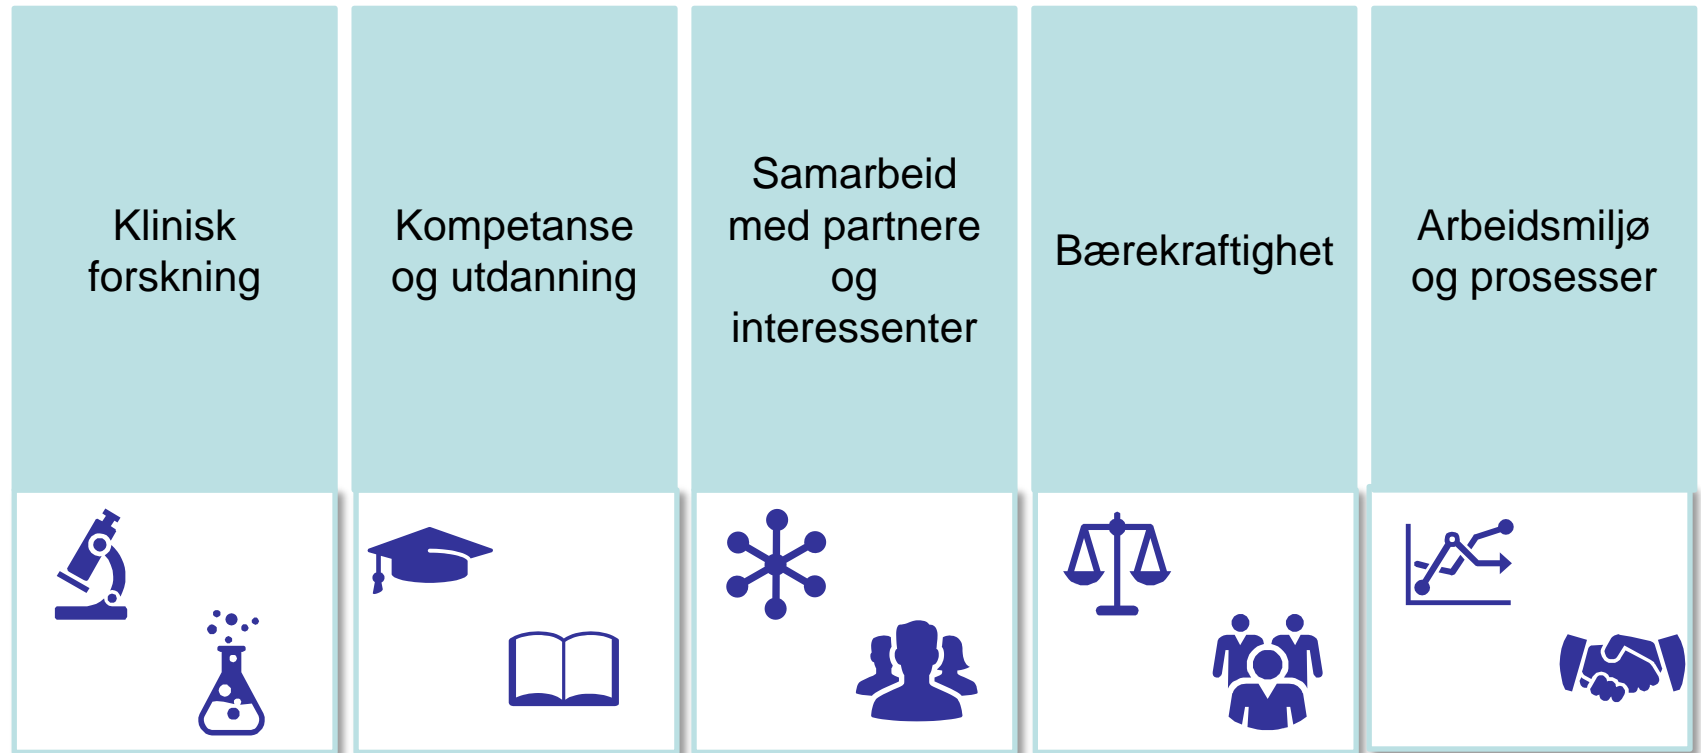 Klinisk
forskning
Kompetanse
og utdanning
Samarbeid
med partnere
og
interessenter
Bærekraftighet
Arbeidsmiljø
og prosesser